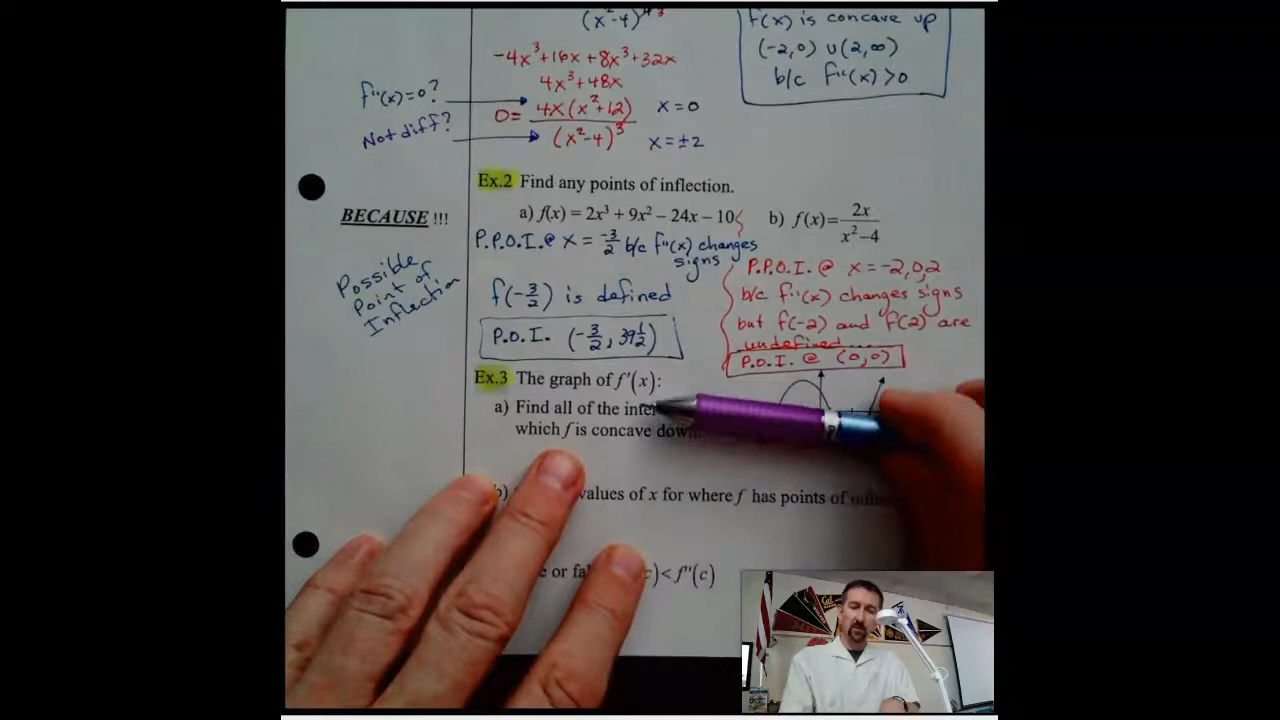 (x²-4)⁴³
-4x³+16x+8x³+32x
4x³+48x
f''(x)=0?
0= 4x(x²+12) x=0
Not diff?
(x²-4)³ x=±2
f(x) is concave up
(-2,0) ∪ (2,∞)
b/c f''(x)>0
Ex.2 Find any points of inflection.
BECAUSE !!!
a) f(x) = 2x³ + 9x² – 24x – 10
b) f(x)= 2x / x² – 4
P.P.O.I. @ x = -3/2 b/c f''(x) changes
signs
Possible
Point of
Inflection
f(-3/2) is defined
P.O.I. (-3/2, 39 1/2)
P.P.O.I. @ x=-2,0,2
b/c f''(x) changes signs
but f(-2) and f(2) are
undefined...
P.O.I. @ (0,0)
Ex.3 The graph of f'(x):
a) Find all of the
which f is concave down.
values of x for where f has points of
or < f''(c)